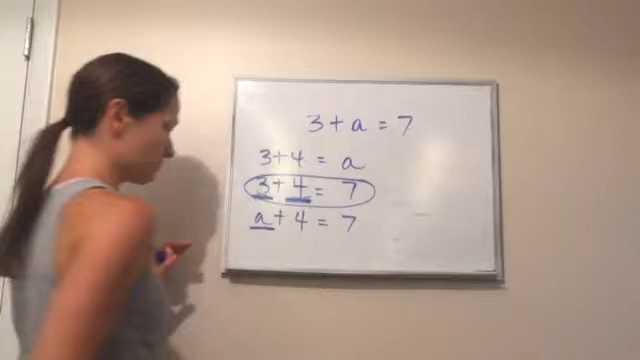 3 + a = 7
3 + 4 = a
3 + 4 = 7
a + 4 = 7